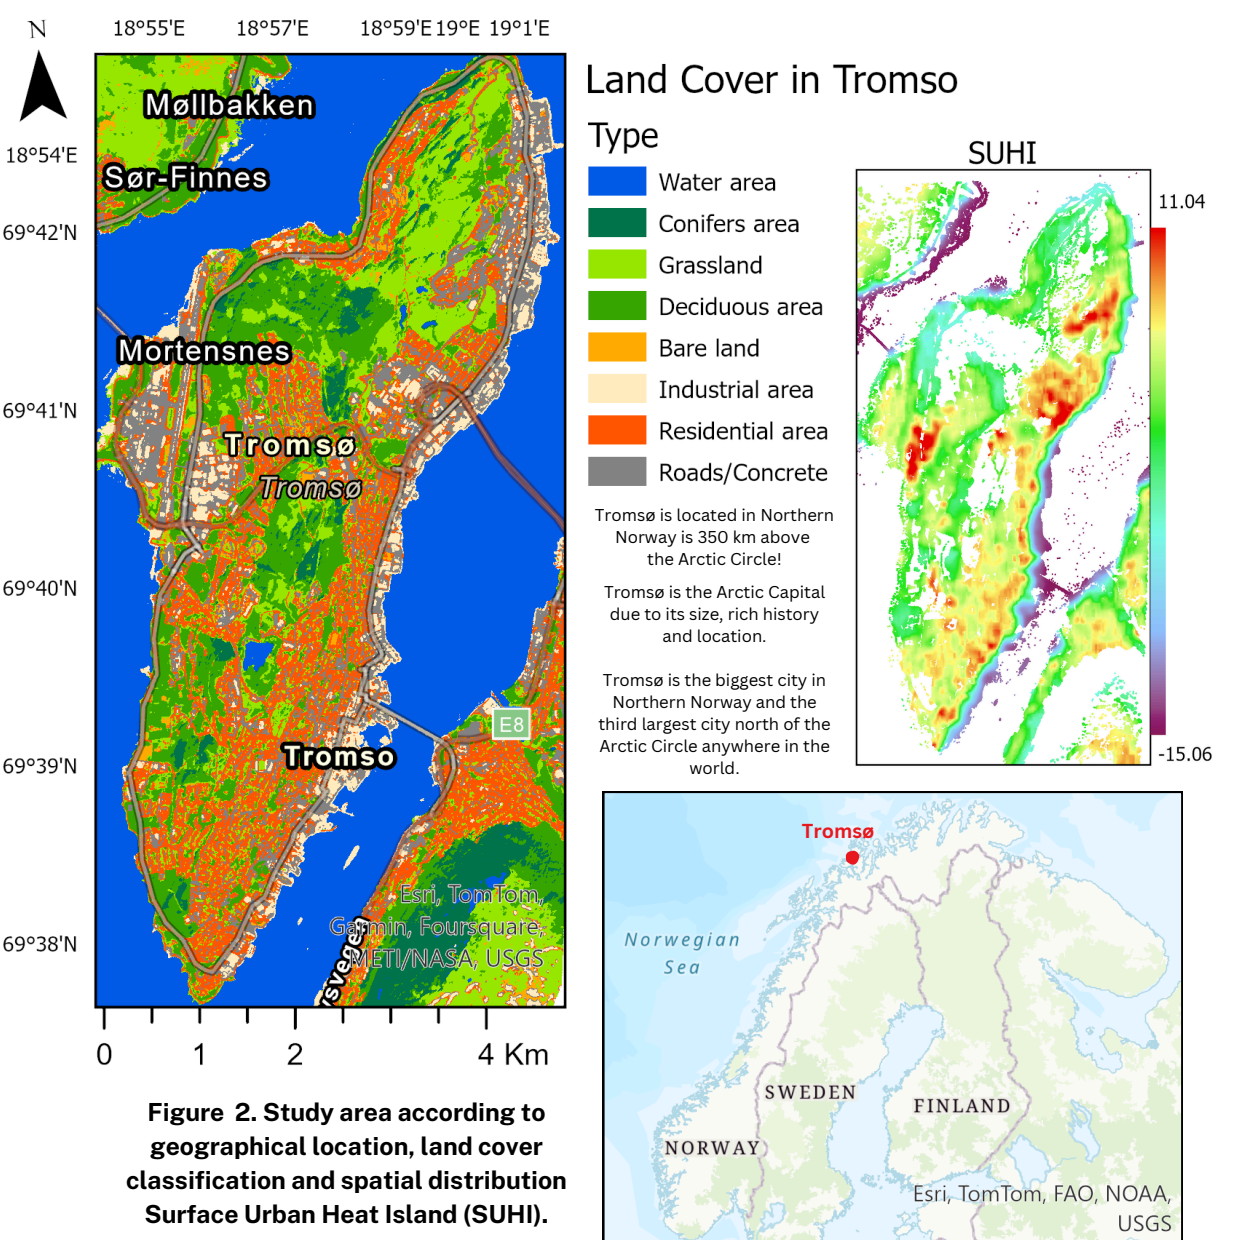 N
18°55'E
18°57'E
18°59'E
19°E
19°1'E
18°54'E
69°42'N
69°41'N
69°40'N
69°39'N
69°38'N
Møllbakken
Sør-Finnes
Mortensnes
Tromsø
Tromsø
Tromso
E8
Esri, TomTom,
Garmin, Foursquare,
METI/NASA, USGS
0 1 2 4 Km
Land Cover in Tromso
Type
Water area
Conifers area
Grassland
Deciduous area
Bare land
Industrial area
Residential area
Roads/Concrete
Tromsø is located in Northern
Norway is 350 km above
the Arctic Circle!
Tromsø is the Arctic Capital
due to its size, rich history
and location.
Tromsø is the biggest city in
Northern Norway and the
third largest city north of the
Arctic Circle anywhere in the
world.
SUHI
11.04
-15.06
Tromsø
Norwegian
Sea
SWEDEN
FINLAND
NORWAY
Esri, TomTom, FAO, NOAA,
USGS
Figure 2. Study area according to
geographical location, land cover
classification and spatial distribution
Surface Urban Heat Island (SUHI).